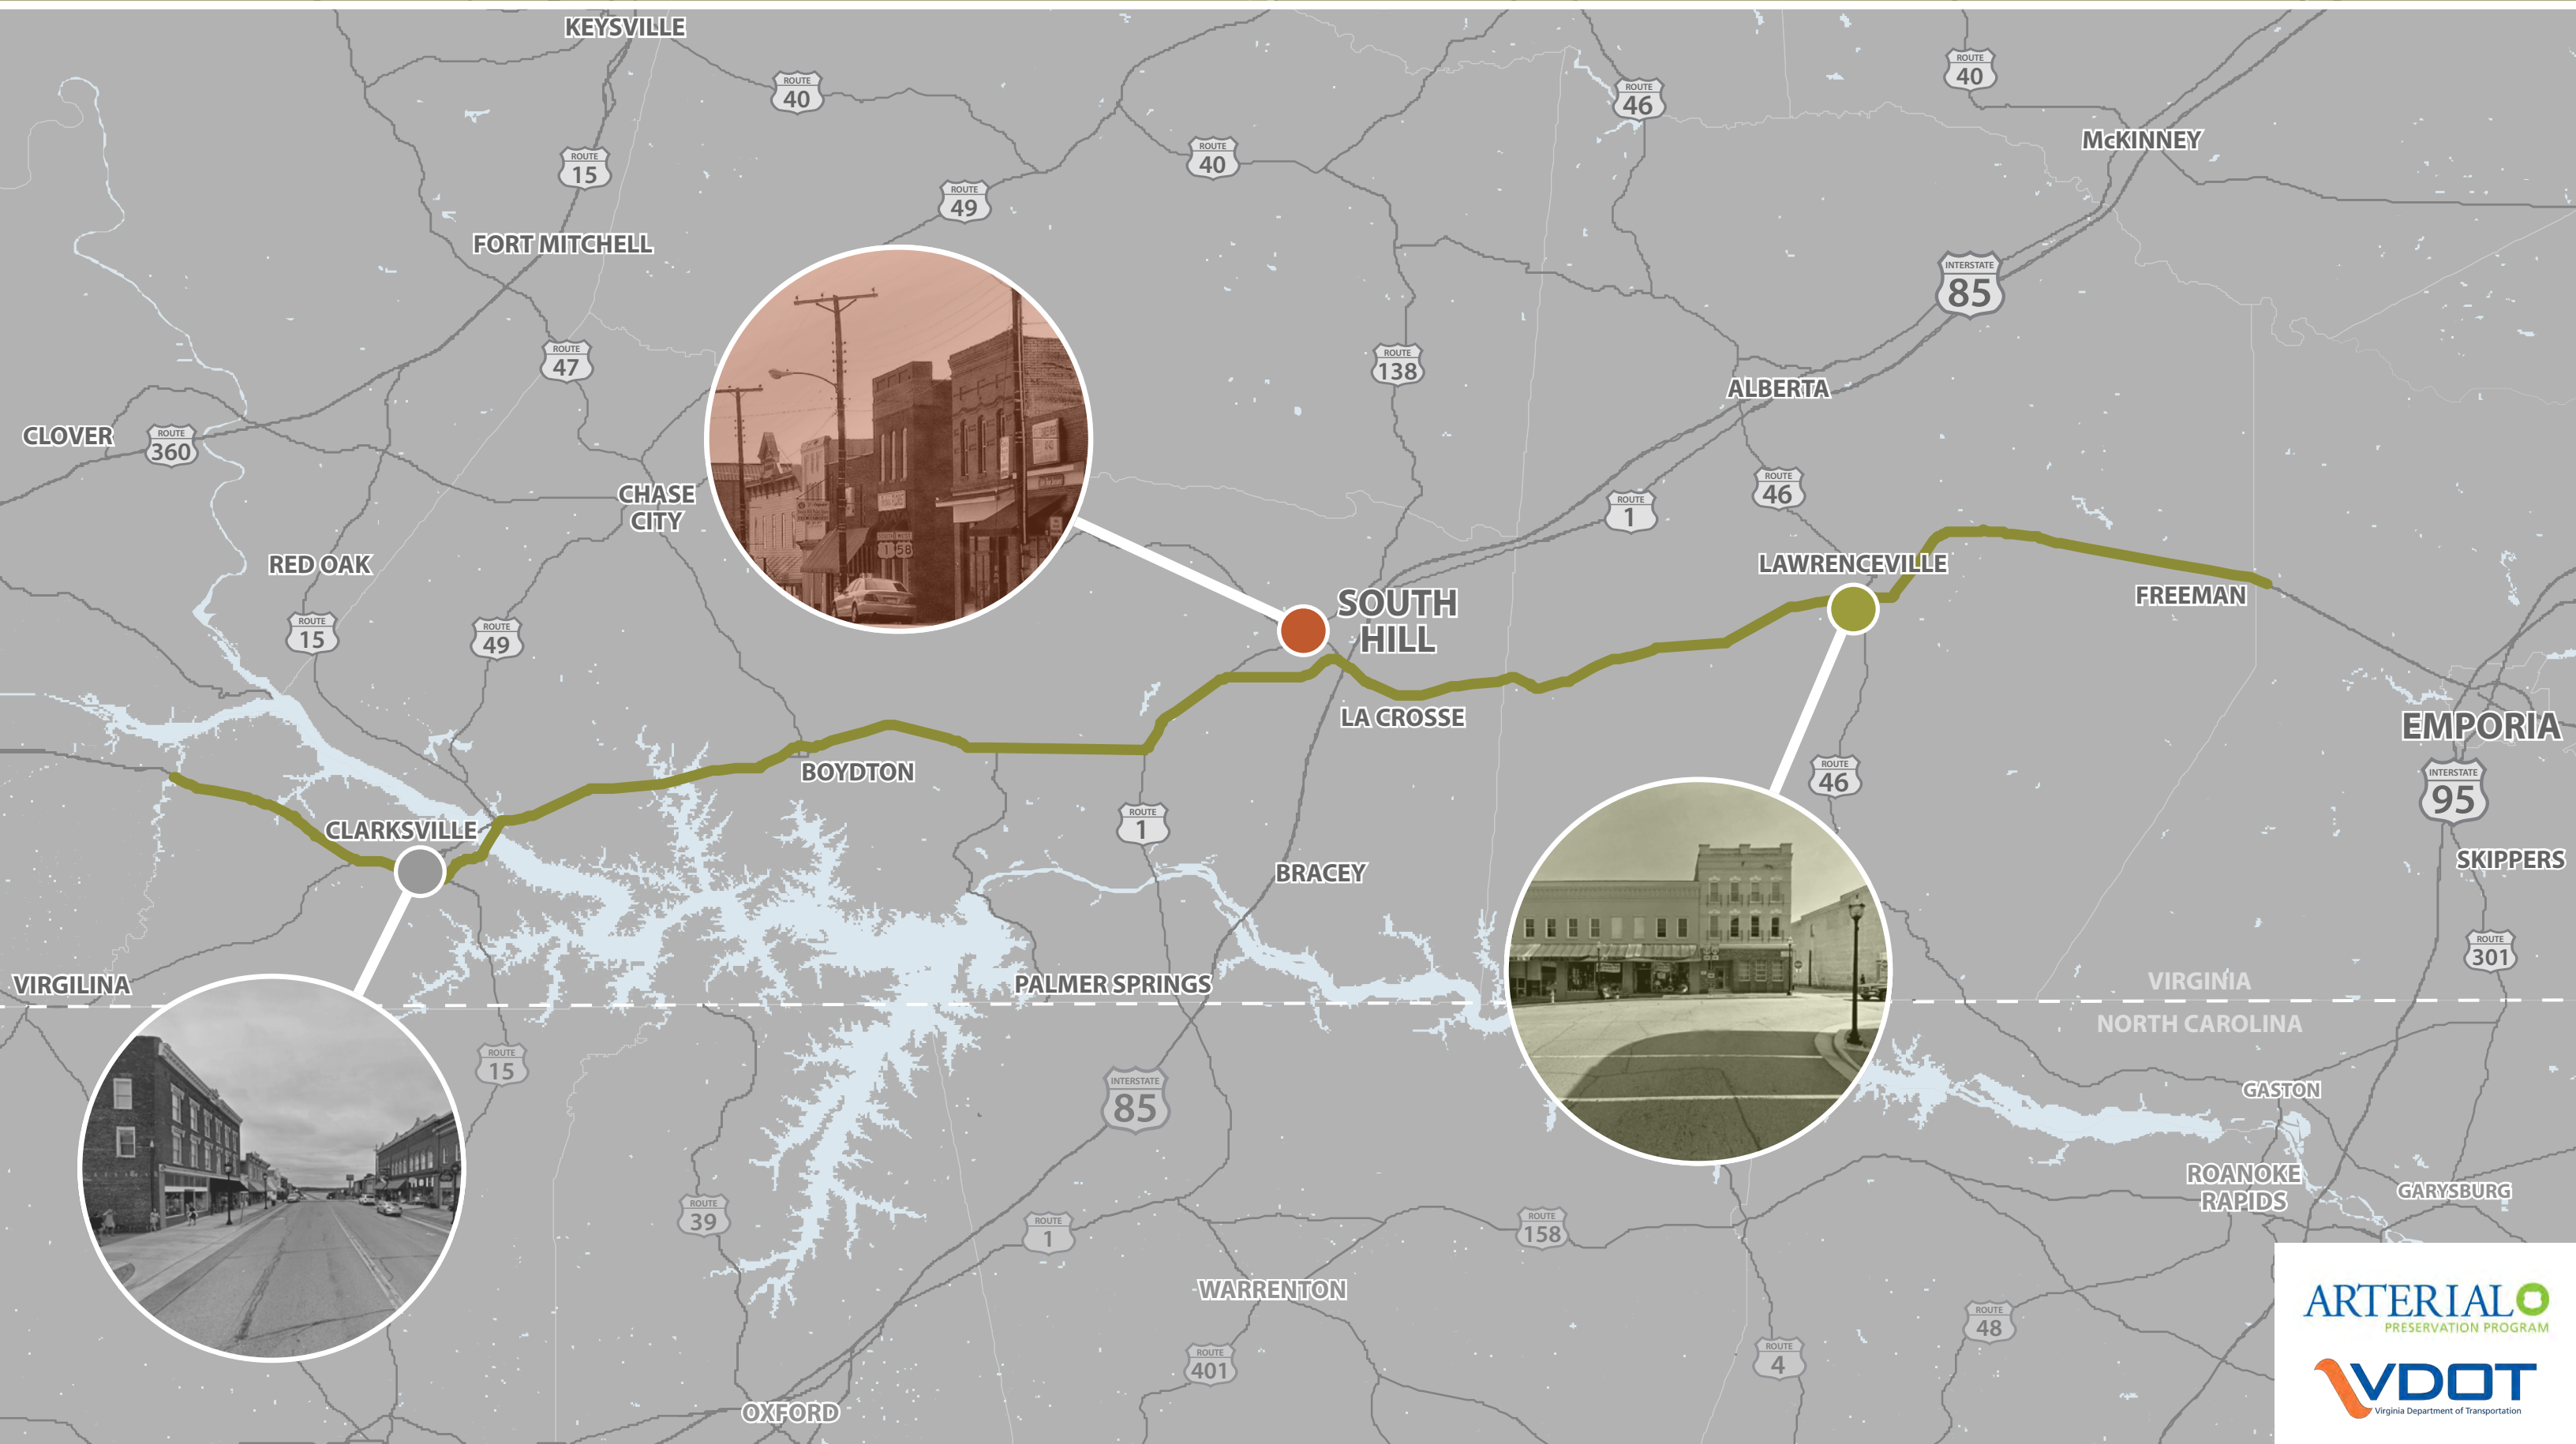 KEYSVILLE
ROUTE
40
ROUTE
46
ROUTE
40
McKINNEY
ROUTE
15
ROUTE
40
ROUTE
49
FORT MITCHELL
INTERSTATE
85
ROUTE
47
ROUTE
138
ALBERTA
CLOVER
ROUTE
360
CHASE
CITY
ROUTE
46
ROUTE
1
1 58
RED OAK
LAWRENCEVILLE
FREEMAN
SOUTH
HILL
ROUTE
15
ROUTE
49
LA CROSSE
EMPORIA
BOYDTON
ROUTE
46
INTERSTATE
95
CLARKSVILLE
ROUTE
1
BRACEY
SKIPPERS
ROUTE
301
VIRGILINA
PALMER SPRINGS
VIRGINIA
NORTH CAROLINA
ROUTE
15
INTERSTATE
85
GASTON
ROANOKE
RAPIDS
GARYSBURG
ROUTE
39
ROUTE
1
ROUTE
158
WARRENTON
ROUTE
401
ROUTE
4
ROUTE
48
OXFORD
ARTERIAL
PRESERVATION PROGRAM
VDOT
Virginia Department of Transportation